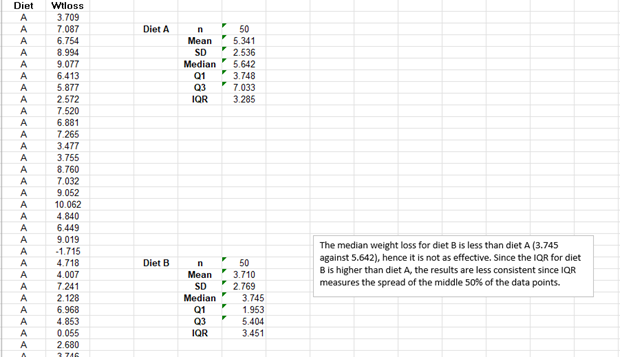 Diet Wtloss
A 3.709
A 7.087 Diet A n 50
A 6.754 Mean 5.341
A 8.994 SD 2.536
A 9.077 Median 5.642
A 6.413 Q1 3.748
A 5.877 Q3 7.033
A 2.572 IQR 3.285
A 7.520
A 6.881
A 7.265
A 3.477
A 3.755
A 8.760
A 7.032
A 9.052
A 10.062
A 4.840
A 6.449
A 9.019
A -1.715
A 4.718 Diet B n 50
A 4.007 Mean 3.710
A 7.241 SD 2.769
A 2.128 Median 3.745
A 6.968 Q1 1.953
A 4.853 Q3 5.404
A 0.055 IQR 3.451
A 2.680
A 3.746
The median weight loss for diet B is less than diet A (3.745
against 5.642), hence it is not as effective. Since the IQR for diet
B is higher than diet A, the results are less consistent since IQR
measures the spread of the middle 50% of the data points.